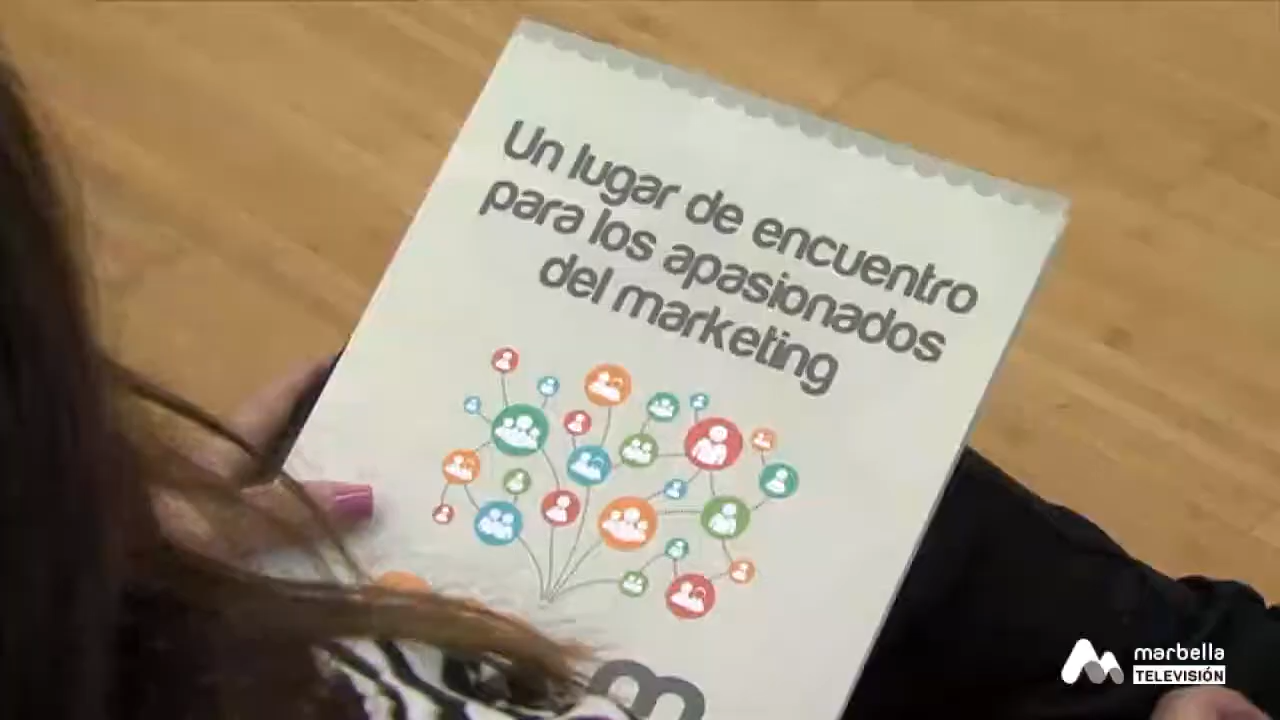 Un lugar de encuentro
para los apasionados
del marketing
m
marbella
TELEVISIÓN